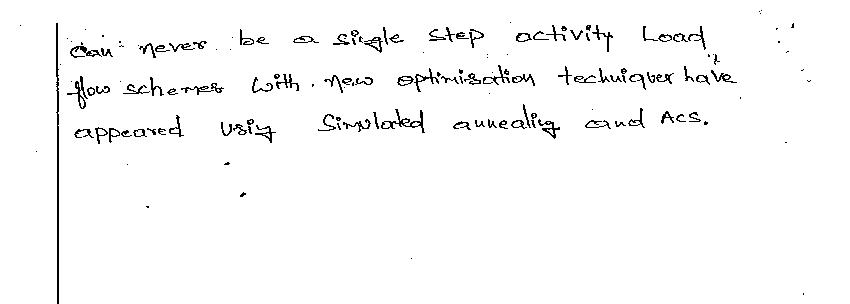 can never be a single step activity Load
flow schemes with new optimisation techniques have
appeared using Simulated annealing and ACS.